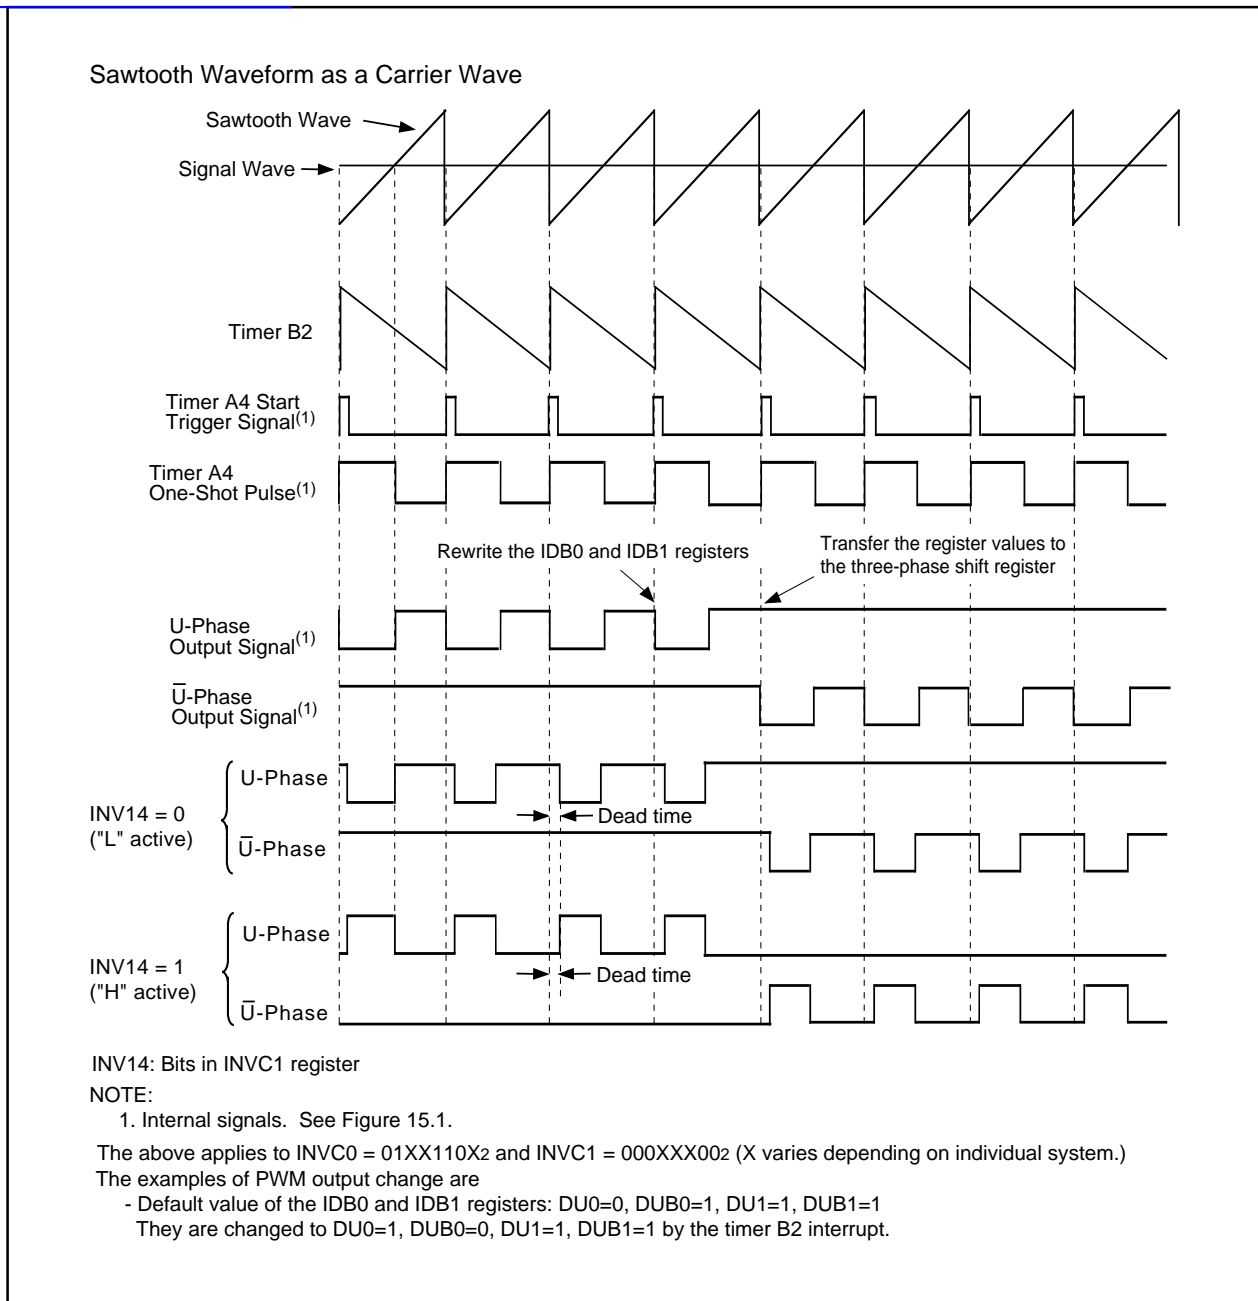 Sawtooth Waveform as a Carrier Wave
Sawtooth Wave
Signal Wave
Timer B2
Timer A4 Start
Trigger Signal(1)
Timer A4
One-Shot Pulse(1)
Rewrite the IDB0 and IDB1 registers
Transfer the register values to
the three-phase shift register
U-Phase
Output Signal(1)
U̅-Phase
Output Signal(1)
INV14 = 0
("L" active)
U-Phase
Dead time
U̅-Phase
INV14 = 1
("H" active)
U-Phase
Dead time
U̅-Phase
INV14: Bits in INVC1 register
NOTE:
1. Internal signals. See Figure 15.1.
The above applies to INVC0 = 01XX110X2 and INVC1 = 000XXX002 (X varies depending on individual system.)
The examples of PWM output change are
- Default value of the IDB0 and IDB1 registers: DU0=0, DUB0=1, DU1=1, DUB1=1
They are changed to DU0=1, DUB0=0, DU1=1, DUB1=1 by the timer B2 interrupt.